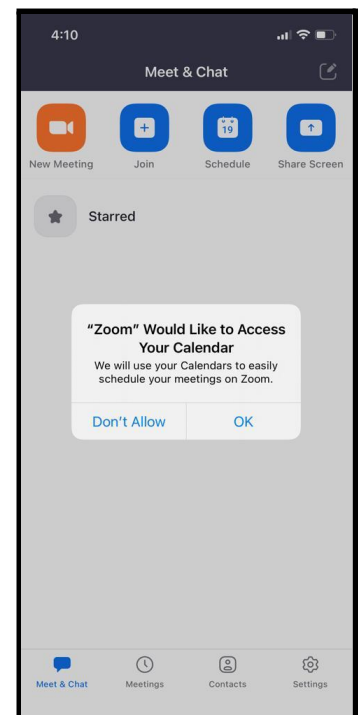 4:10
Meet & Chat
19
New Meeting
Join
Schedule
Share Screen
Starred
“Zoom” Would Like to Access
Your Calendar
We will use your Calendars to easily
schedule your meetings on Zoom.
Don’t Allow
OK
Meet & Chat
Meetings
Contacts
Settings